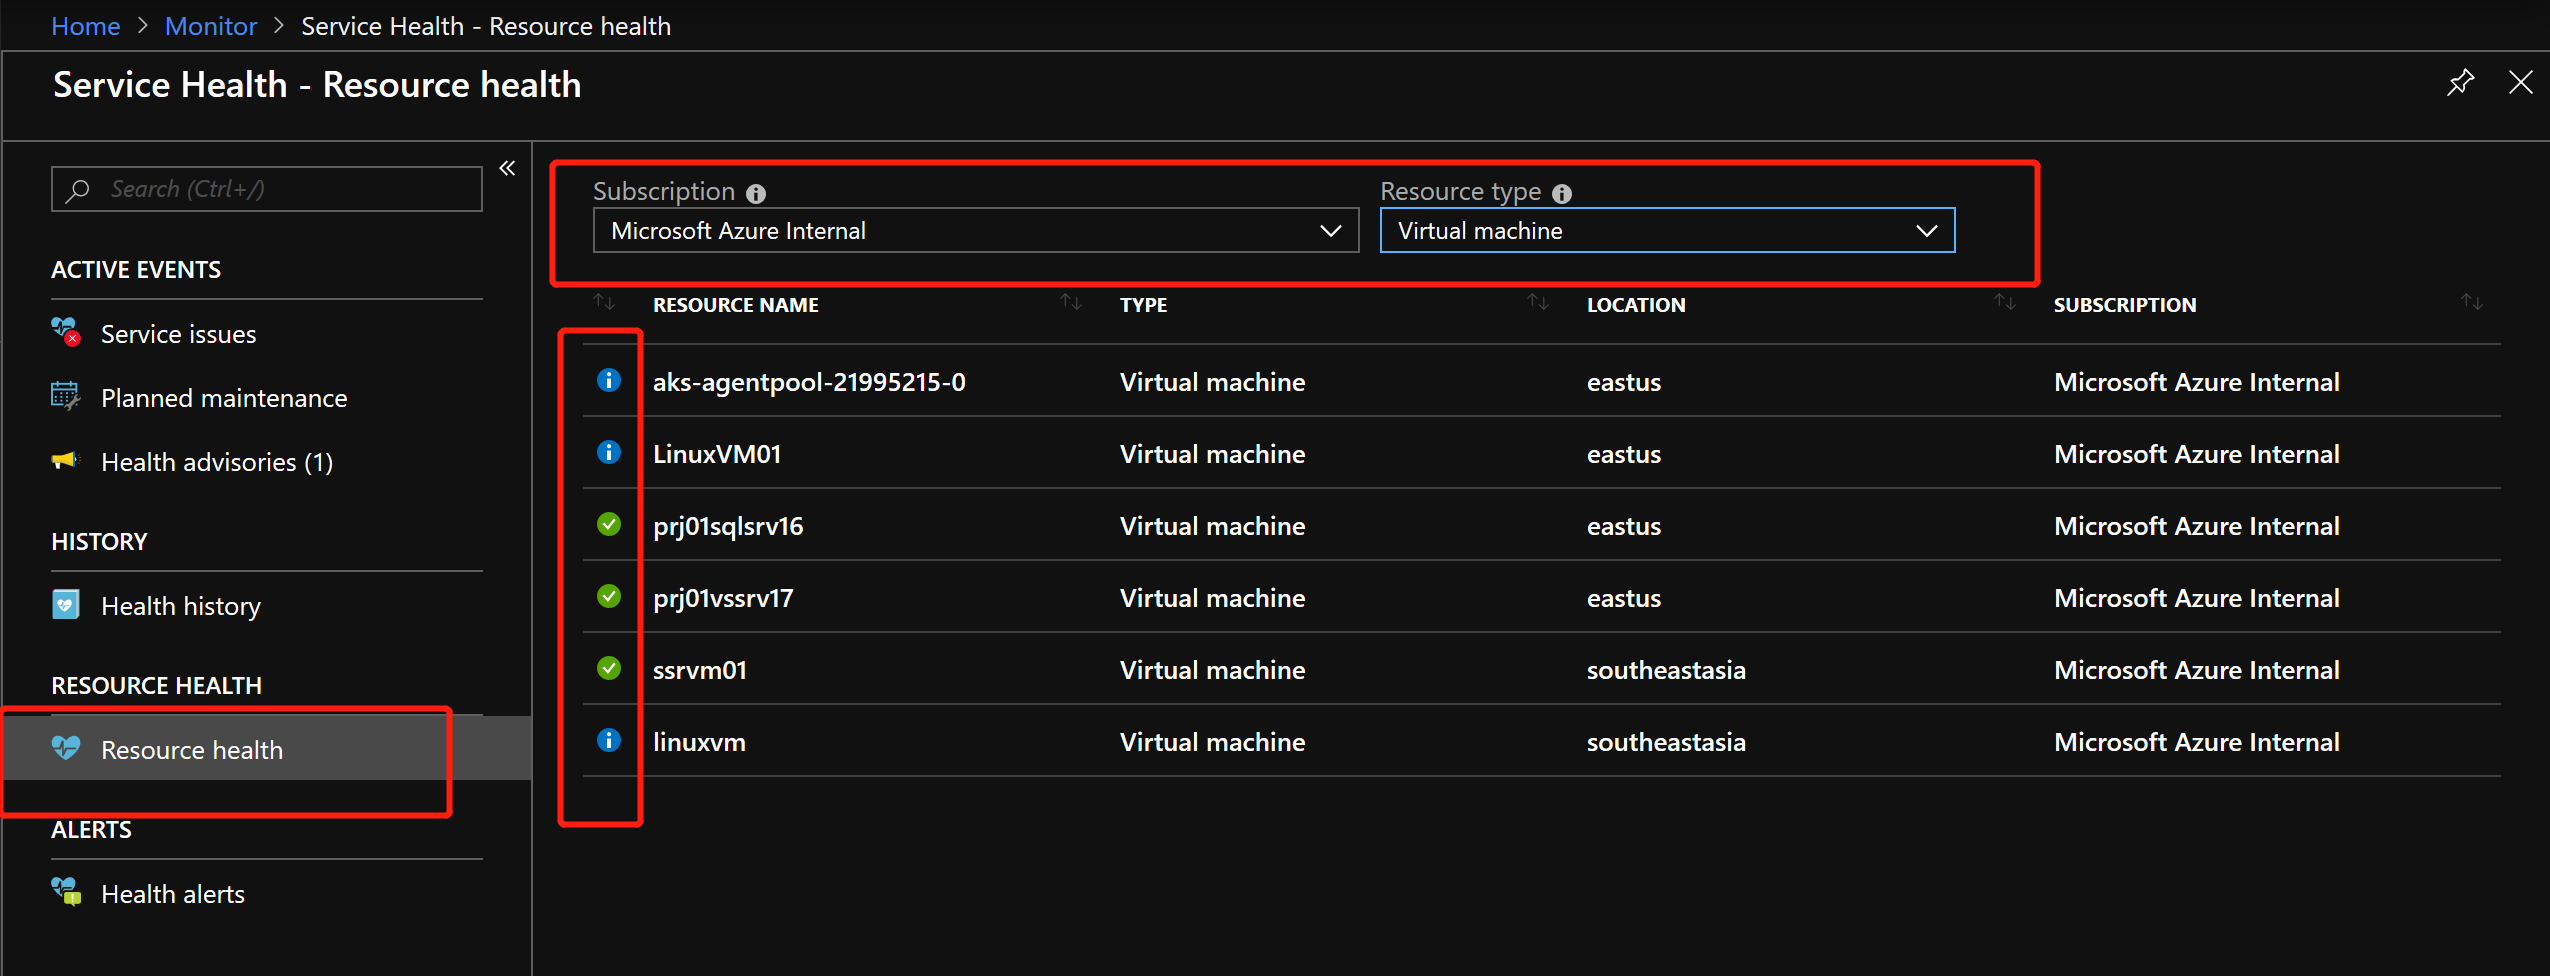 Home > Monitor > Service Health - Resource health
Service Health - Resource health
Search (Ctrl+/)
ACTIVE EVENTS
Service issues
Planned maintenance
Health advisories (1)
HISTORY
Health history
RESOURCE HEALTH
Resource health
ALERTS
Health alerts
Subscription Resource type
Microsoft Azure Internal Virtual machine
RESOURCE NAME TYPE LOCATION SUBSCRIPTION
aks-agentpool-21995215-0 Virtual machine eastus Microsoft Azure Internal
LinuxVM01 Virtual machine eastus Microsoft Azure Internal
prj01sqlsrv16 Virtual machine eastus Microsoft Azure Internal
prj01vssrv17 Virtual machine eastus Microsoft Azure Internal
ssrvm01 Virtual machine southeastasia Microsoft Azure Internal
linuxvm Virtual machine southeastasia Microsoft Azure Internal